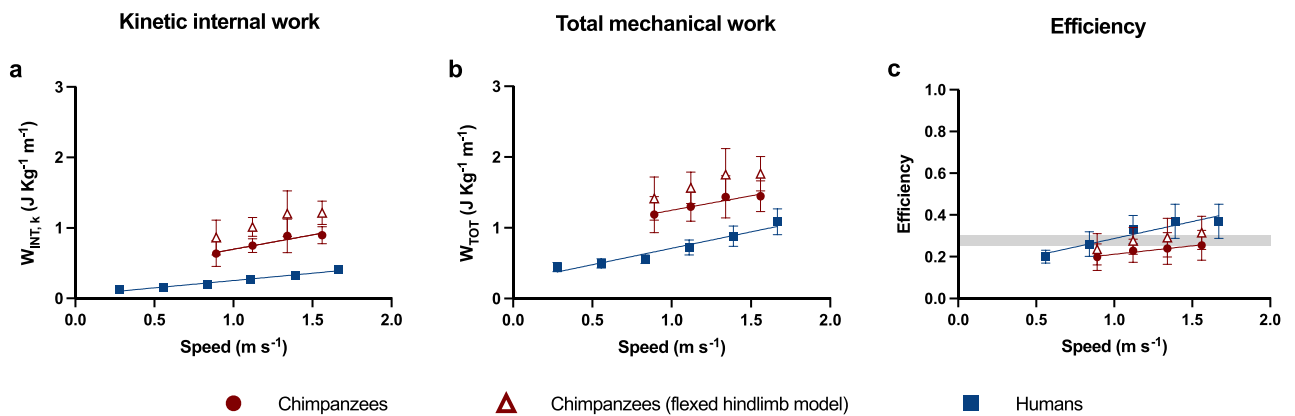 Kinetic internal work
Total mechanical work
Efficiency
a
b
c
W_INT, k (J Kg⁻¹ m⁻¹)
3
2
1
0
0.0 0.5 1.0 1.5 2.0
Speed (m s⁻¹)
W_TOT (J Kg⁻¹ m⁻¹)
3
2
1
0
0.0 0.5 1.0 1.5 2.0
Speed (m s⁻¹)
Efficiency
1.0
0.8
0.6
0.4
0.2
0.0
0.0 0.5 1.0 1.5 2.0
Speed (m s⁻¹)
Chimpanzees
Chimpanzees (flexed hindlimb model)
Humans